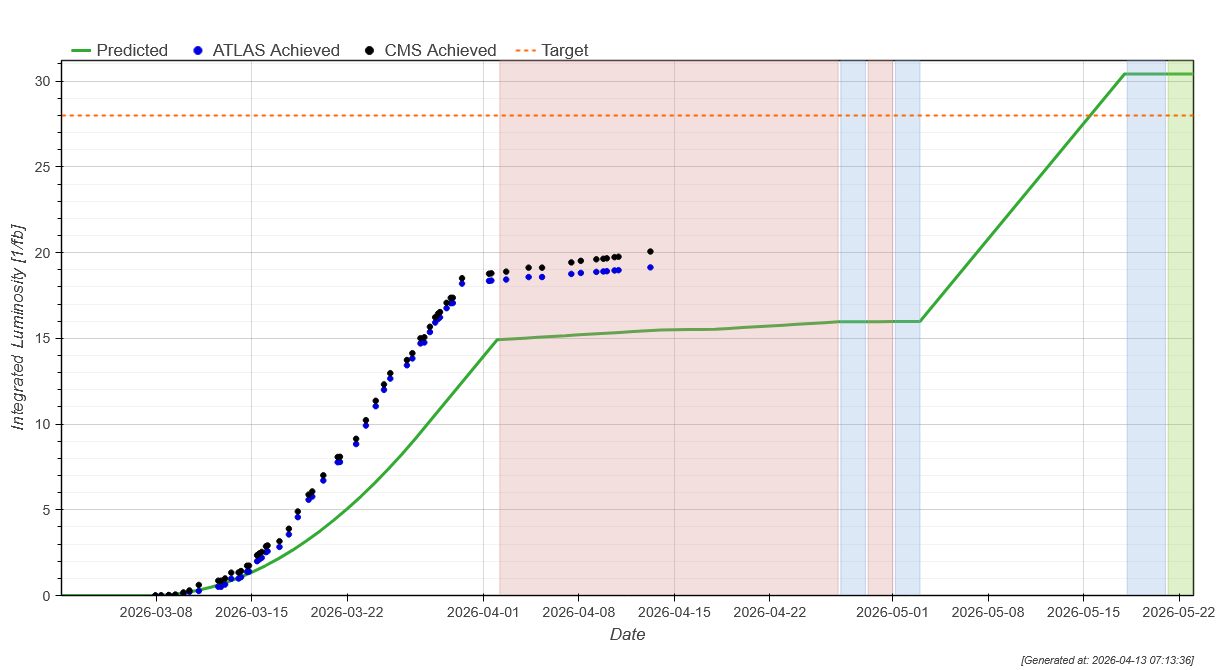 Predicted ATLAS Achieved CMS Achieved Target
Integrated Luminosity [1/fb]
30
25
20
15
10
5
0
2026-03-08 2026-03-15 2026-03-22 2026-04-01 2026-04-08 2026-04-15 2026-04-22 2026-05-01 2026-05-08 2026-05-15 2026-05-22
Date
[Generated at: 2026-04-13 07:13:36]